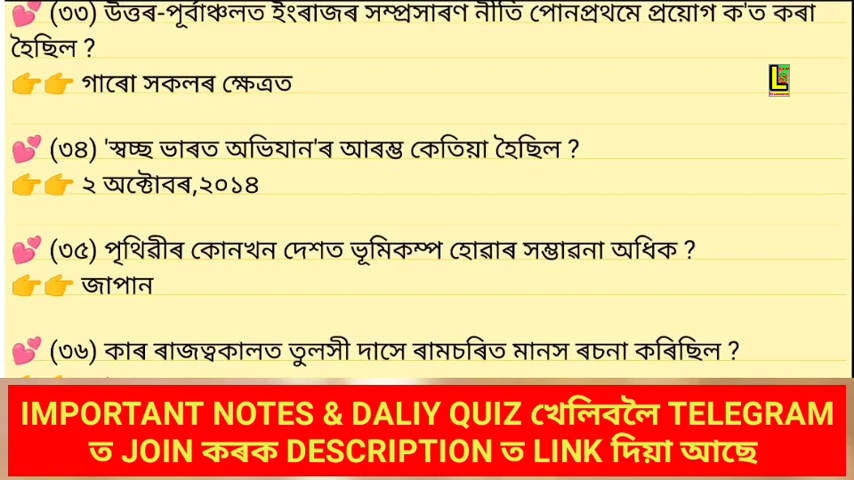 💕 (৩৩) উত্তৰ-পূৰ্বাঞ্চলত ইংৰাজৰ সম্প্ৰসাৰণ নীতি পোনপ্ৰথমে প্ৰয়োগ ক'ত কৰা
হৈছিল ?
👉👉 গাৰো সকলৰ ক্ষেত্ৰত
LS
💕 (৩৪) 'স্বচ্ছ ভাৰত অভিযান'ৰ আৰম্ভ কেতিয়া হৈছিল ?
👉👉 ২ অক্টোবৰ,২০১৪
💕 (৩৫) পৃথিৱীৰ কোনখন দেশত ভূমিকম্প হোৱাৰ সম্ভাৱনা অধিক ?
👉👉 জাপান
💕 (৩৬) কাৰ ৰাজত্বকালত তুলসী দাসে ৰামচৰিত মানস ৰচনা কৰিছিল ?
IMPORTANT NOTES & DALIY QUIZ খেলিবলৈ TELEGRAM
ত JOIN কৰক DESCRIPTION ত LINK দিয়া আছে